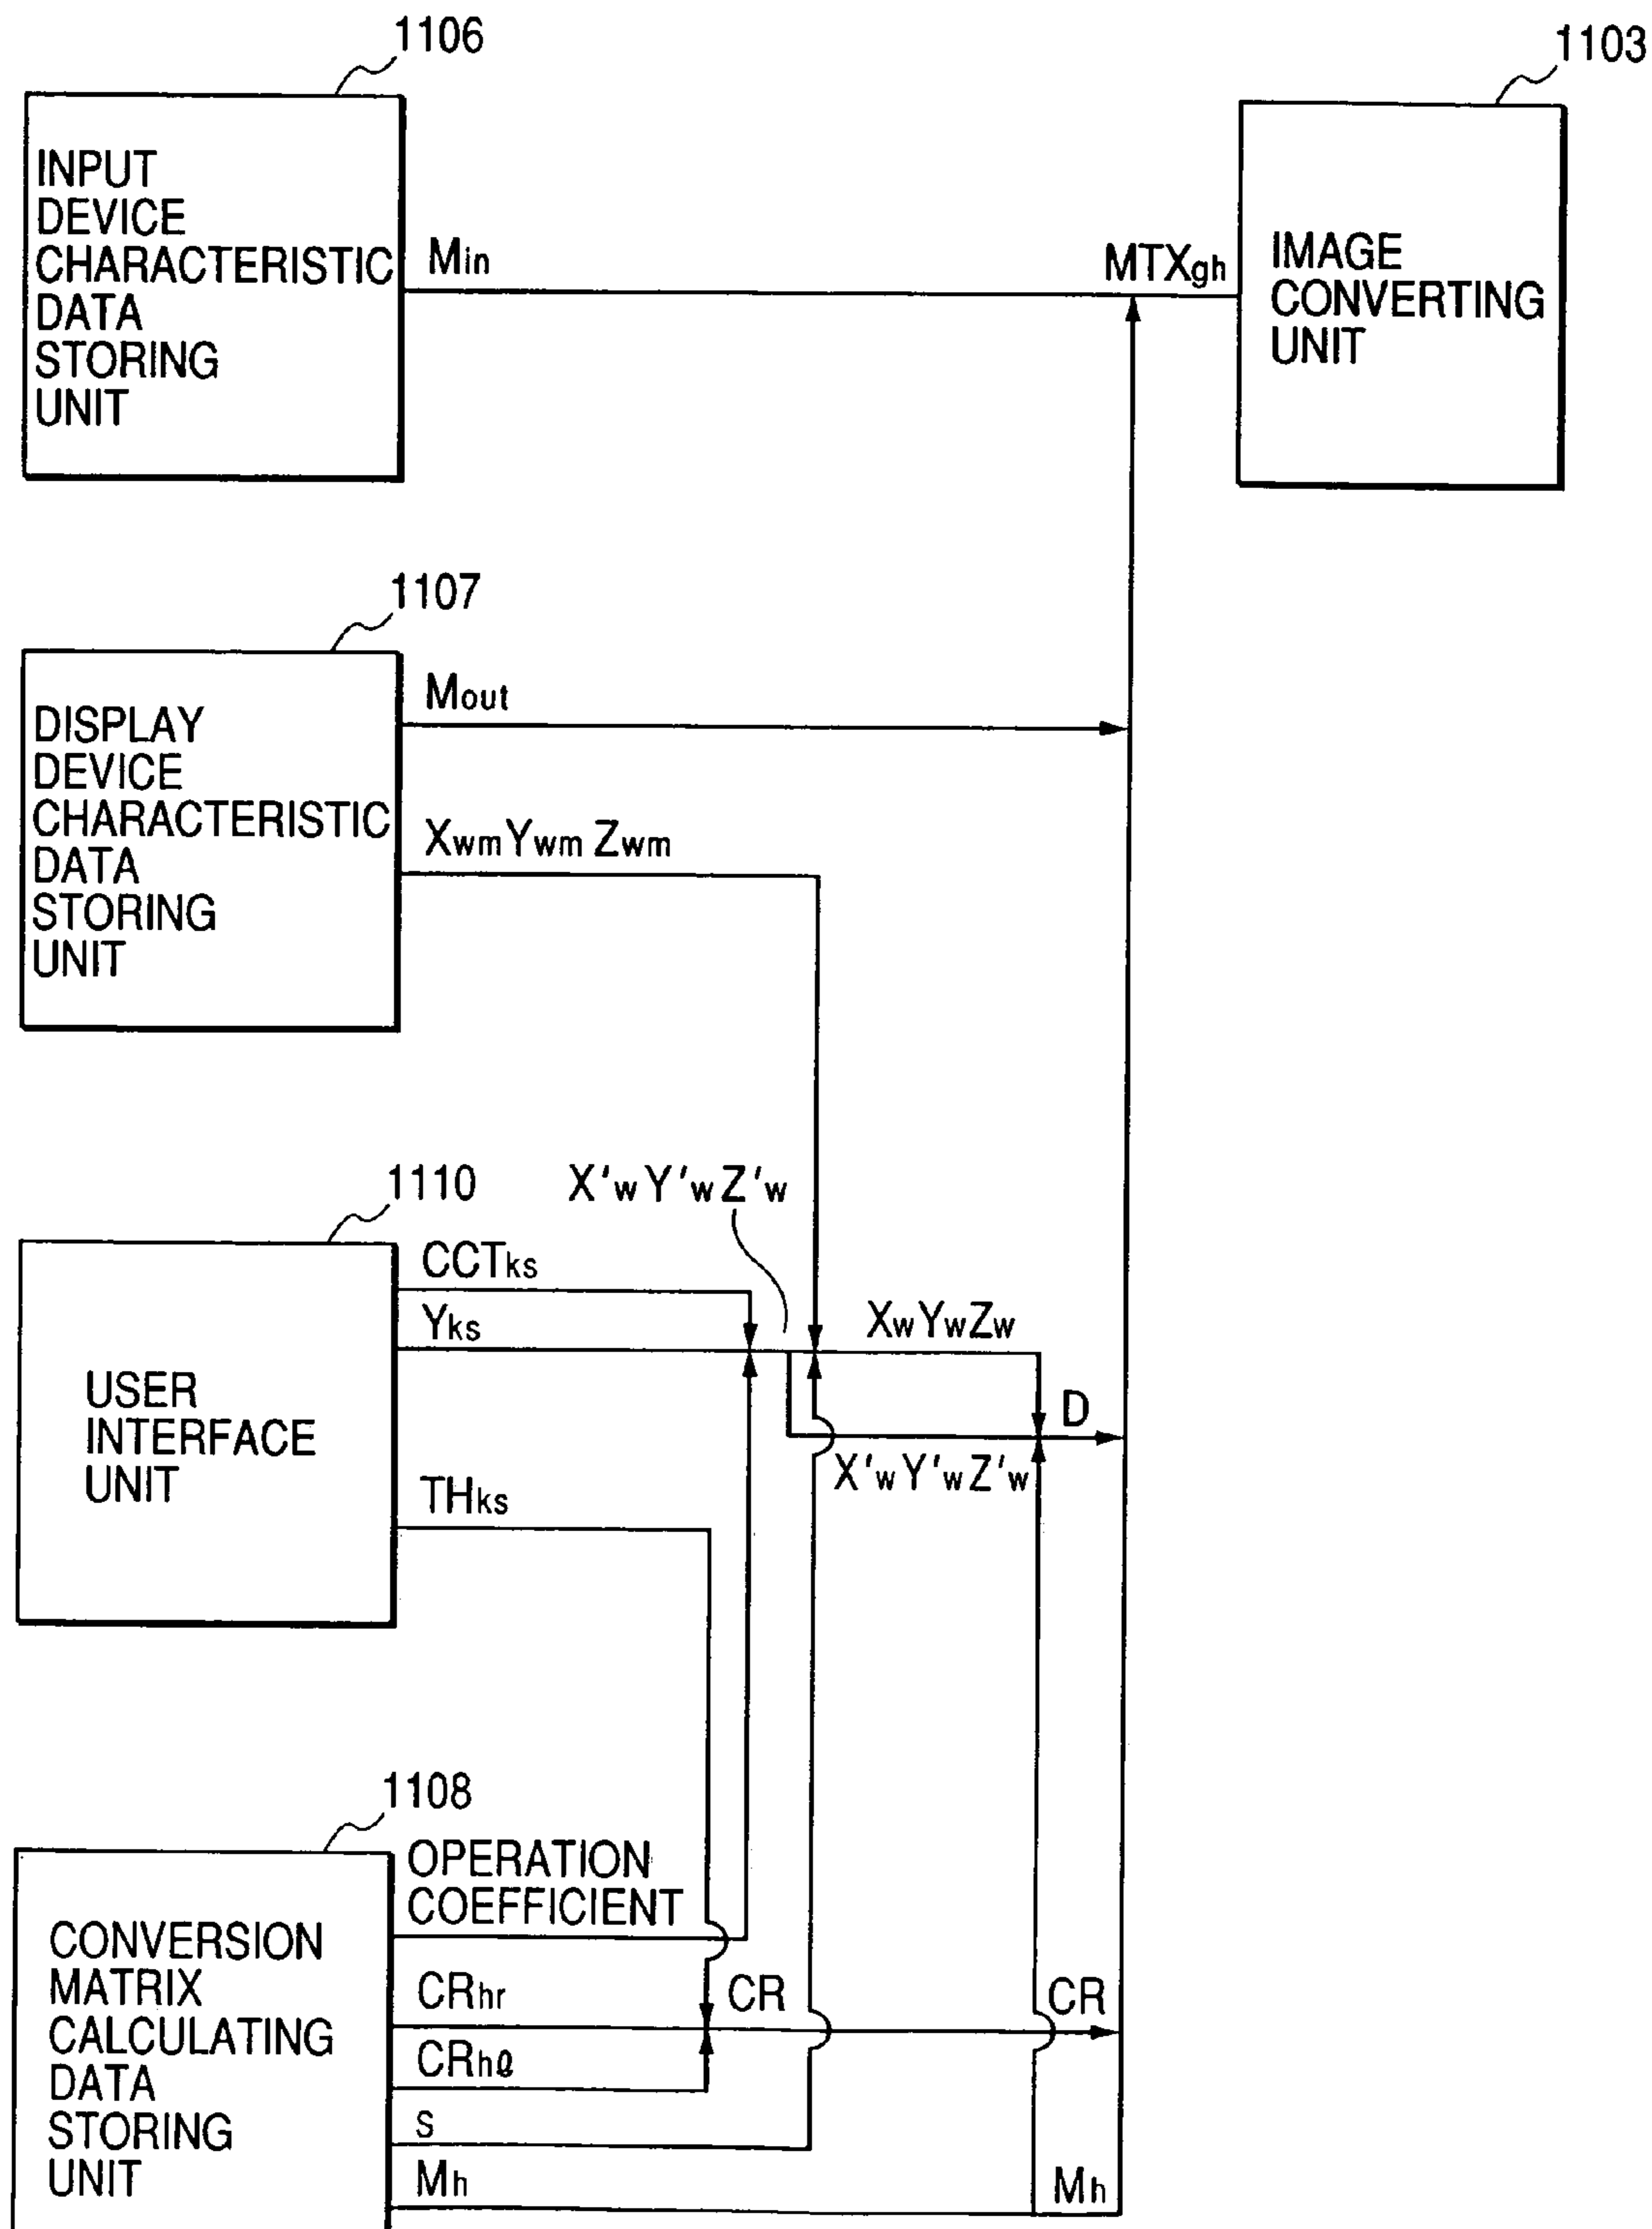 1106
1103
INPUT
DEVICE
CHARACTERISTIC
DATA
STORING
UNIT
Min
MTXgh
IMAGE
CONVERTING
UNIT
1107
DISPLAY
DEVICE
CHARACTERISTIC
DATA
STORING
UNIT
Mout
XwmYwm Zwm
1110
USER
INTERFACE
UNIT
CCTks
Yks
THks
X'wY'wZ'w
XwYwZw
D
X'wY'wZ'w
1108
CONVERSION
MATRIX
CALCULATING
DATA
STORING
UNIT
OPERATION
COEFFICIENT
CRhr
CR
CR
CRhℓ
S
Mh
Mh